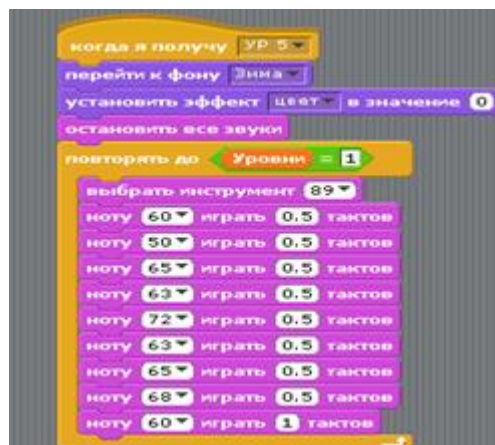 когда я получу УР 5
перейти к фону Зима
установить эффект цвет в значение 0
остановить все звуки
повторять до Уровни = 1
выбрать инструмент 89
ноту 60 играть 0.5 тактов
ноту 50 играть 0.5 тактов
ноту 65 играть 0.5 тактов
ноту 63 играть 0.5 тактов
ноту 72 играть 0.5 тактов
ноту 63 играть 0.5 тактов
ноту 65 играть 0.5 тактов
ноту 68 играть 0.5 тактов
ноту 60 играть 1 тактов